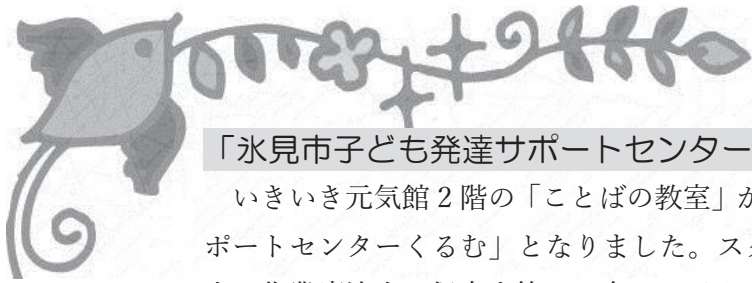 「氷見市子ども発達サポートセンター
いきいき元気館２階の「ことばの教室」が
ポートセンターくるむ」となりました。ス